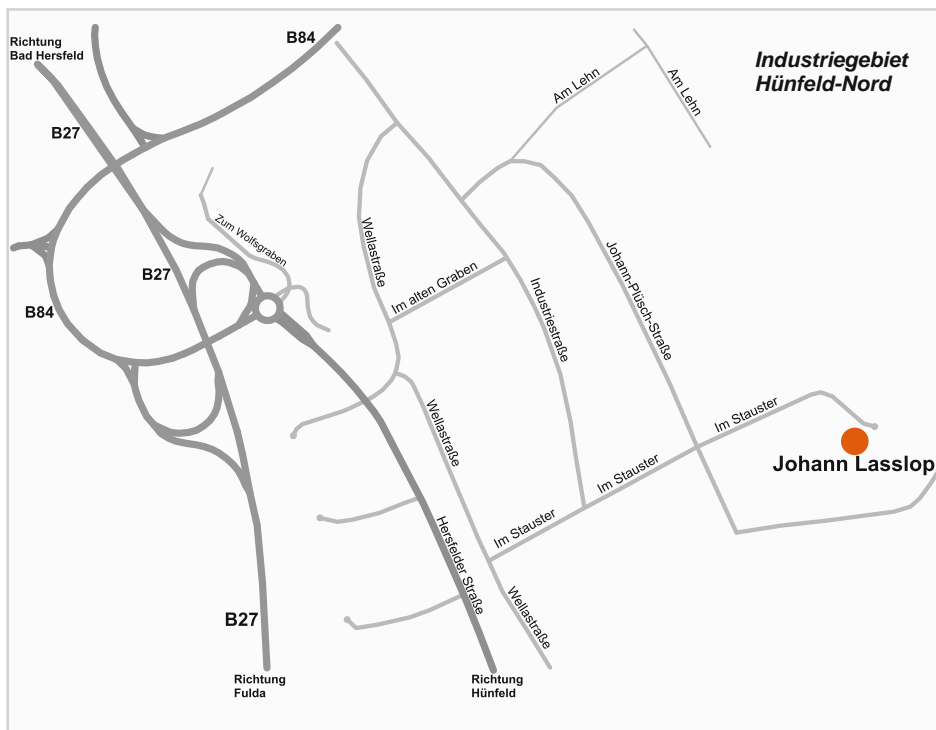 Richtung
Bad Hersfeld
B84
Industriegebiet
Hünfeld-Nord
Am Lehn
Am Lehn
B27
Zum Wolfsgraben
Wellastraße
B27
Im alten Graben
Johann-Plüsch-Straße
Industriestraße
B84
Wellastraße
Im Stauster
Johann Lasslop
Im Stauster
Im Stauster
Hersfelder Straße
Wellastraße
B27
Richtung
Fulda
Richtung
Hünfeld